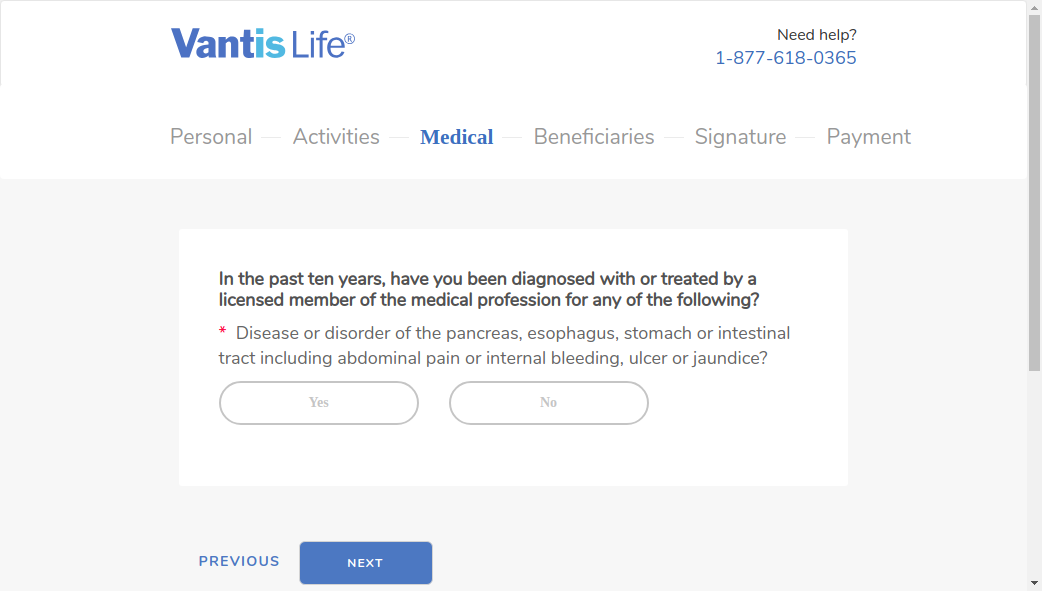 Vantis Life®
Need help?
1-877-618-0365
Personal
Activities
Medical
Beneficiaries
Signature
Payment
In the past ten years, have you been diagnosed with or treated by a
licensed member of the medical profession for any of the following?
* Disease or disorder of the pancreas, esophagus, stomach or intestinal
tract including abdominal pain or internal bleeding, ulcer or jaundice?
Yes
No
PREVIOUS
NEXT